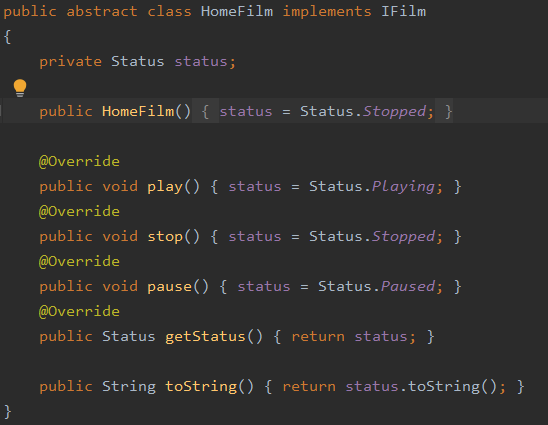 public abstract class HomeFilm implements IFilm
{
private Status status;
public HomeFilm() { status = Status.Stopped; }
@Override
public void play() { status = Status.Playing; }
@Override
public void stop() { status = Status.Stopped; }
@Override
public void pause() { status = Status.Paused; }
@Override
public Status getStatus() { return status; }
public String toString() { return status.toString(); }
}